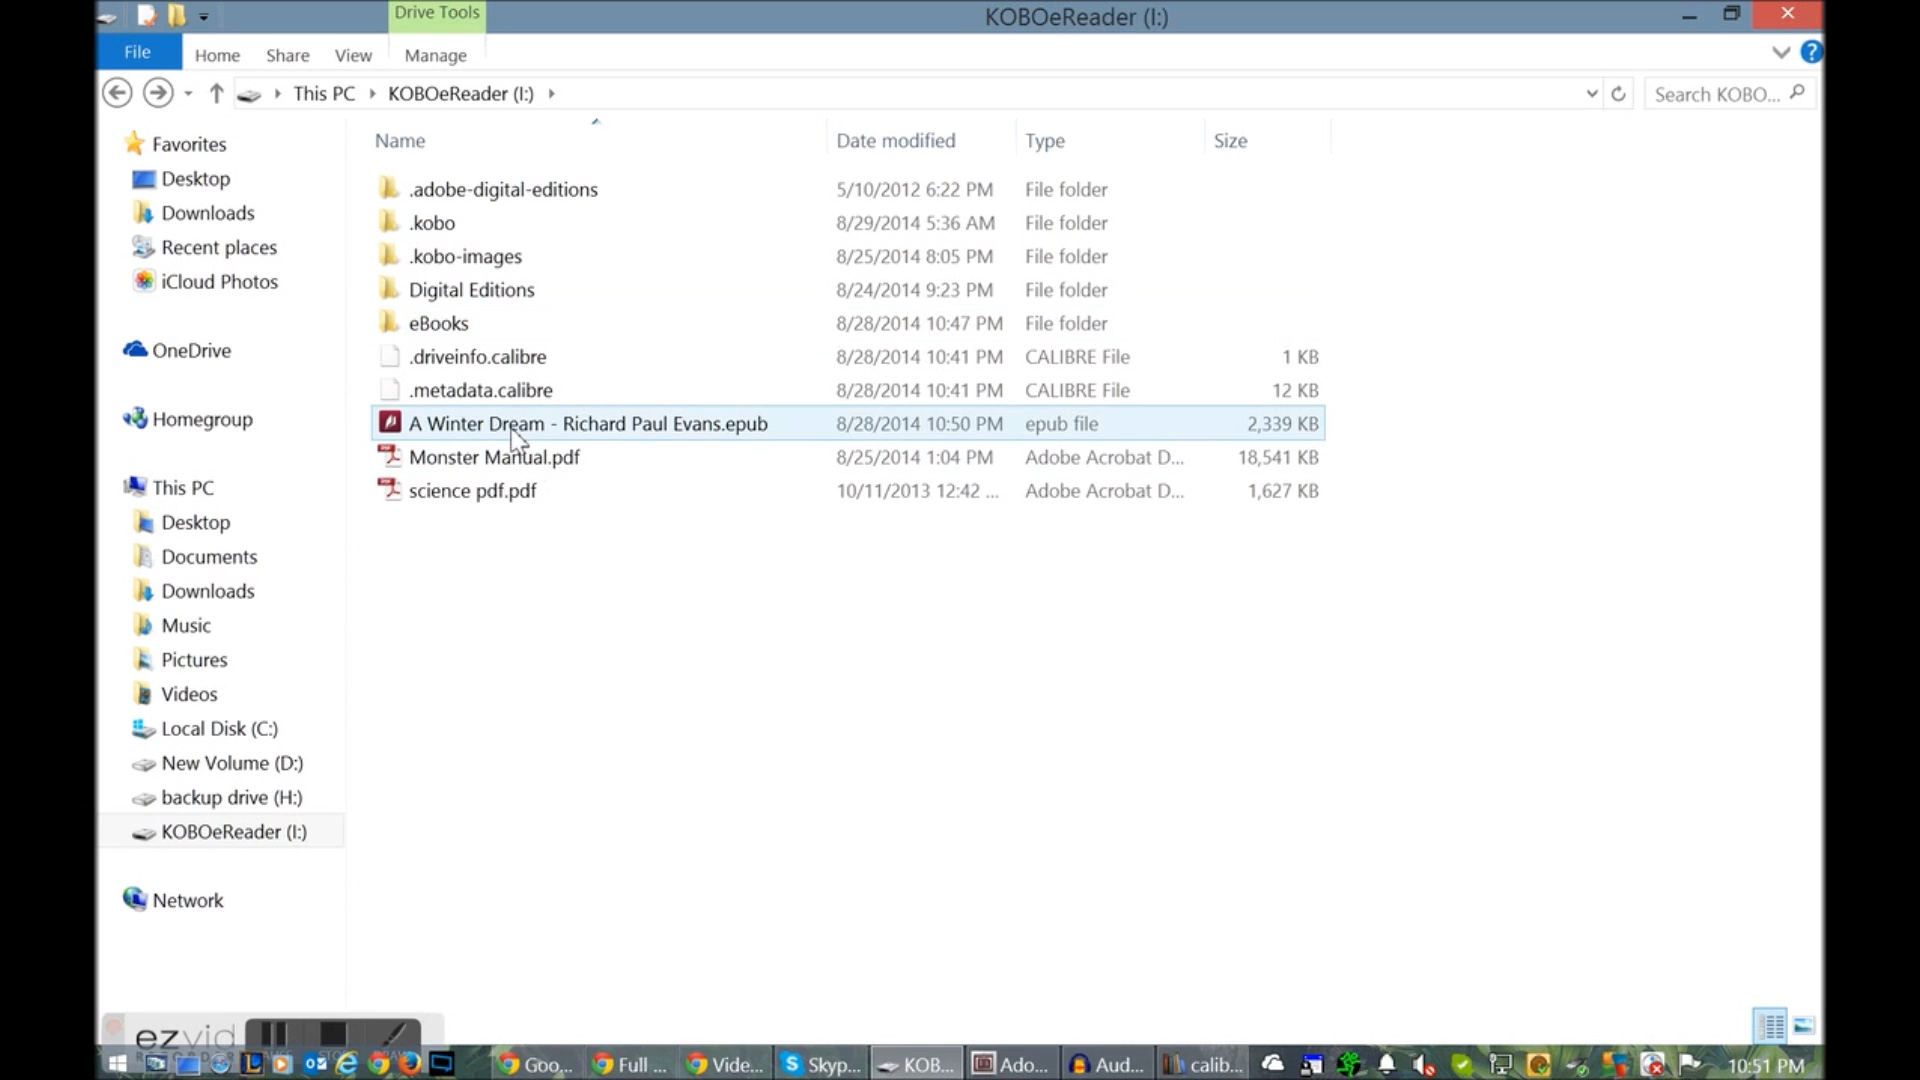 Drive Tools
KOBOeReader (I:)
File
Home
Share
View
Manage
This PC
KOBOeReader (I:)
Search KOBO...
Name
Date modified
Type
Size
.adobe-digital-editions 5/10/2012 6:22 PM File folder
.kobo 8/29/2014 5:36 AM File folder
.kobo-images 8/25/2014 8:05 PM File folder
Digital Editions 8/24/2014 9:23 PM File folder
eBooks 8/28/2014 10:47 PM File folder
.driveinfo.calibre 8/28/2014 10:41 PM CALIBRE File 1 KB
.metadata.calibre 8/28/2014 10:41 PM CALIBRE File 12 KB
A Winter Dream - Richard Paul Evans.epub 8/28/2014 10:50 PM epub file 2,339 KB
Monster Manual.pdf 8/25/2014 1:04 PM Adobe Acrobat D... 18,541 KB
science pdf.pdf 10/11/2013 12:42 ... Adobe Acrobat D... 1,627 KB
Favorites
Desktop
Downloads
Recent places
iCloud Photos
OneDrive
Homegroup
This PC
Desktop
Documents
Downloads
Music
Pictures
Videos
Local Disk (C:)
New Volume (D:)
backup drive (H:)
KOBOeReader (I:)
Network
ezvid
Goo...
Full ...
Vide...
Skyp...
KOB...
Ado...
Aud...
calib...
10:51 PM